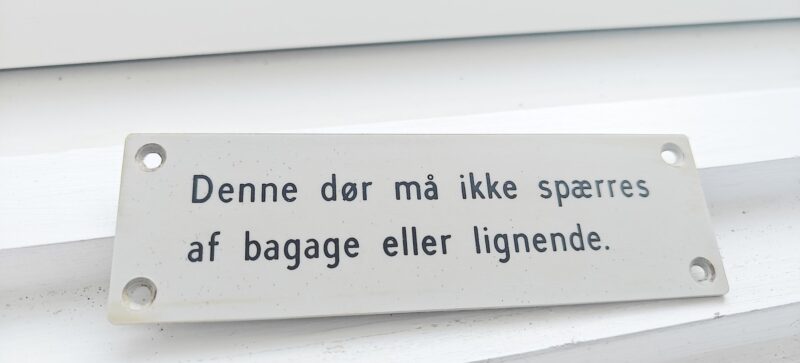 Denne dør må ikke spærres
af bagage eller lignende.